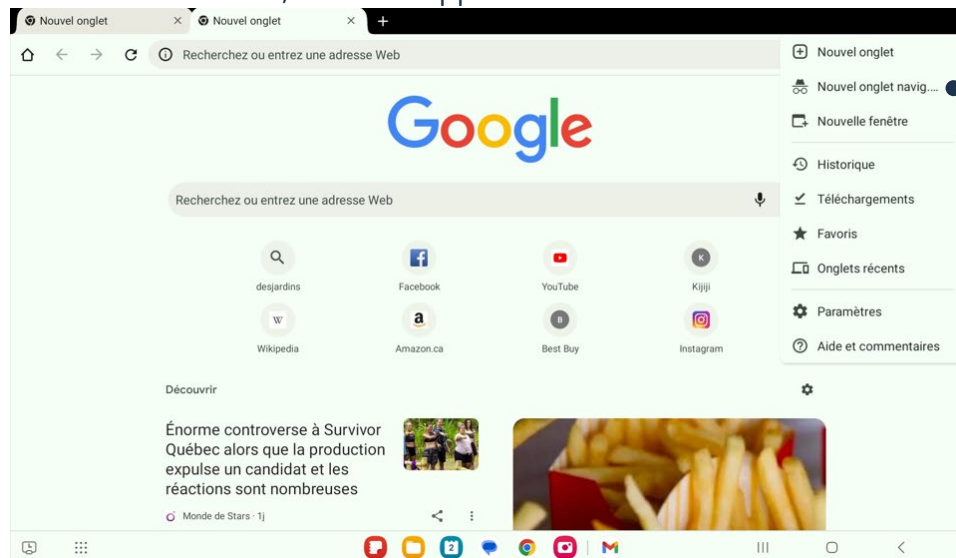 Nouvel onglet
Nouvel onglet
Recherchez ou entrez une adresse Web
Nouvel onglet
Nouvel onglet navig....
Nouvelle fenêtre
Historique
Téléchargements
Favoris
Onglets récents
Paramètres
Aide et commentaires
Google
Recherchez ou entrez une adresse Web
desjardins
Facebook
YouTube
K
Kijiji
W
Wikipedia
a
Amazon.ca
B
Best Buy
Instagram
Découvrir
Énorme controverse à Survivor
Québec alors que la production
expulse un candidat et les
réactions sont nombreuses
Monde de Stars · 1j
2